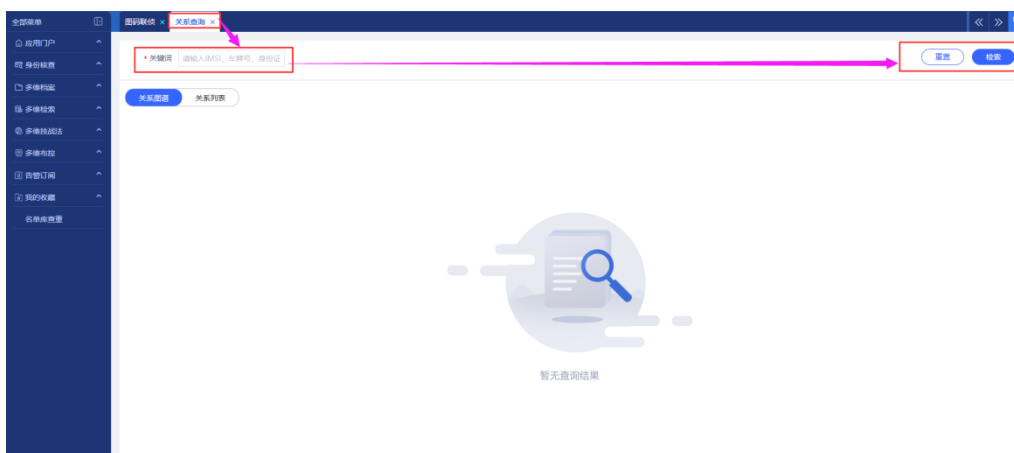 全部菜单
图码联侦 ×
关系查询 ×
应用门户
* 关键词 请输入IMSI、车牌号、身份证
重置
检索
身份核查
多维档案
关系图谱
关系列表
多维检索
多维技战法
多维布控
告警订阅
我的收藏
名单库查重
暂无查询结果